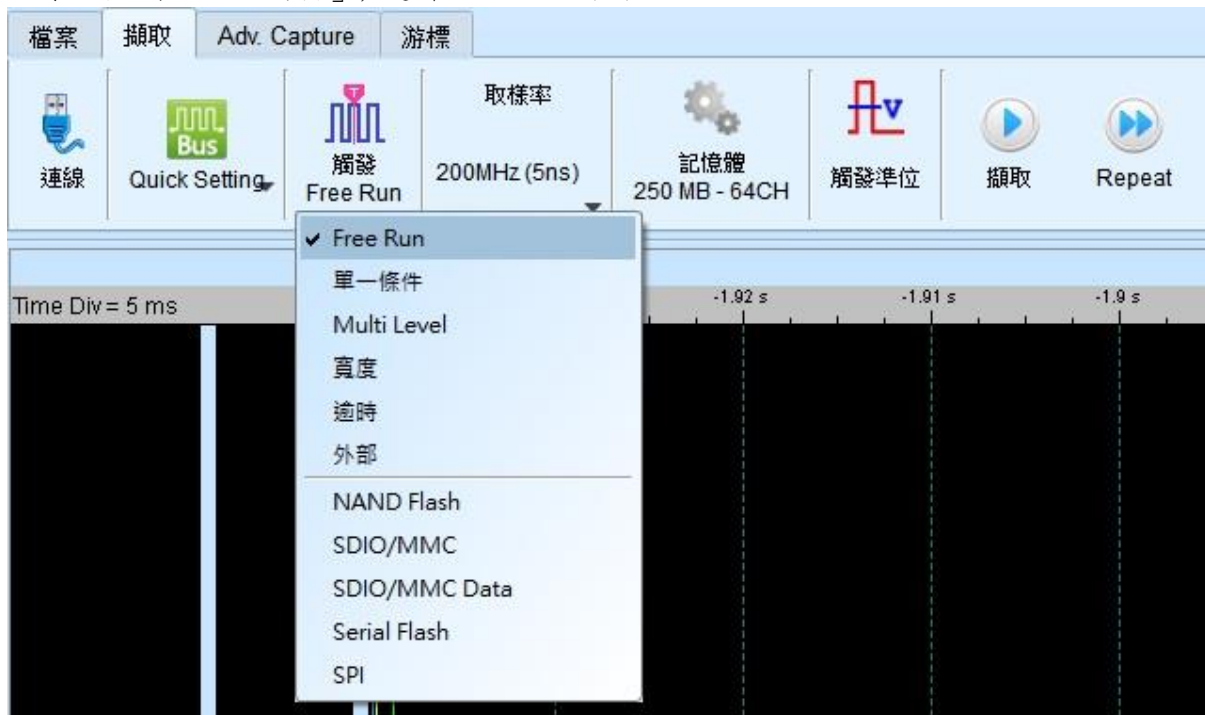 檔案 擷取 Adv. Capture 游標
連線
Bus
Quick Setting
T
觸發
Free Run
取樣率
200MHz (5ns)
記憶體
250 MB - 64CH
V
觸發準位
擷取
Repeat
Free Run
單一條件
Multi Level
寬度
逾時
外部
NAND Flash
SDIO/MMC
SDIO/MMC Data
Serial Flash
SPI
Time Div = 5 ms
-1.92 s -1.91 s -1.9 s